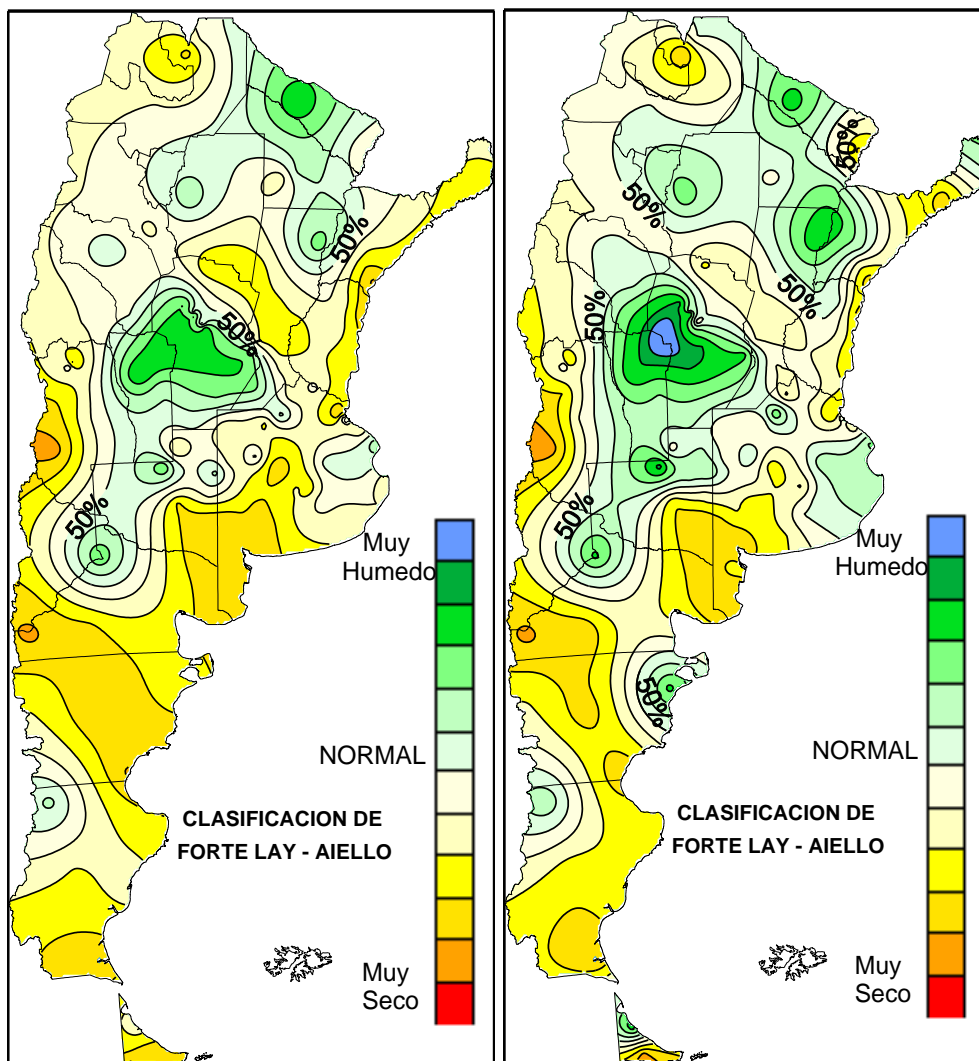 50%
50%
50%
Muy
Humedo
NORMAL
CLASIFICACION DE
FORTE LAY - AIELLO
Muy
Seco
50%
50%
50%
50%
50%
50%
Muy
Humedo
NORMAL
CLASIFICACION DE
FORTE LAY - AIELLO
Muy
Seco